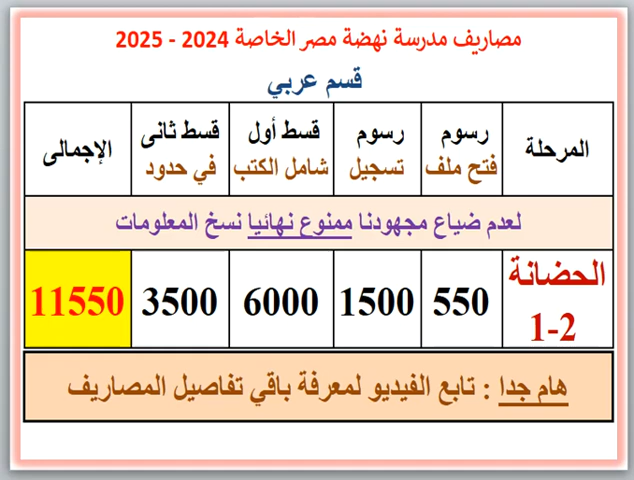 مصاريف مدرسة نهضة مصر الخاصة 2024 - 2025
قسم عربي
المرحلة رسوم فتح ملف رسوم تسجيل قسط أول شامل الكتب قسط ثانى في حدود الإجمالى
لعدم ضياع مجهودنا ممنوع نهائيا نسخ المعلومات
الحضانة 1-2 550 1500 6000 3500 11550
هام جدا : تابع الفيديو لمعرفة باقي تفاصيل المصاريف